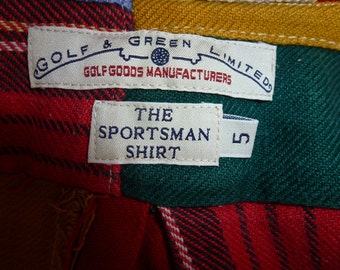 GOLF & GREEN LIMITED
GOLF GOODS MANUFACTURERS
THE
SPORTSMAN
SHIRT
5